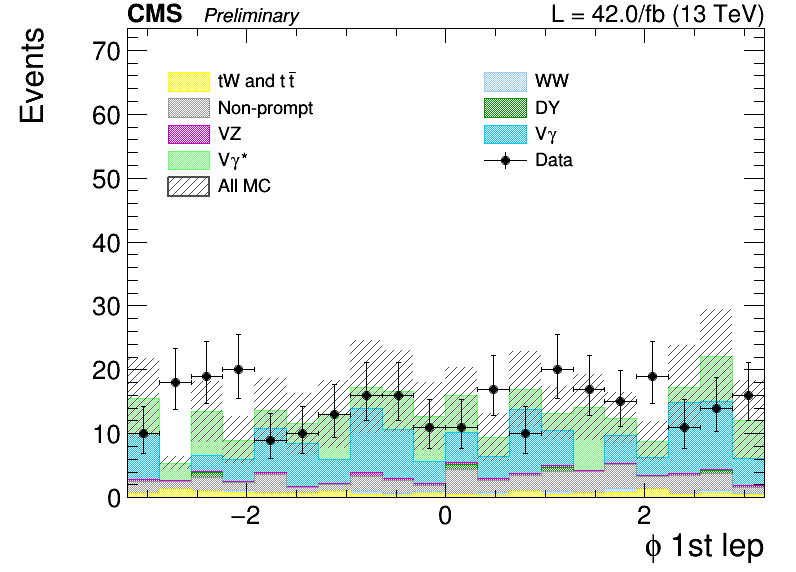 CMS Preliminary L = 42.0/fb (13 TeV)
Events
70
60
50
40
30
20
10
0
tW and t t̄
Non-prompt
VZ
Vγ*
All MC
WW
DY
Vγ
Data
−2 0 2
ϕ 1st lep